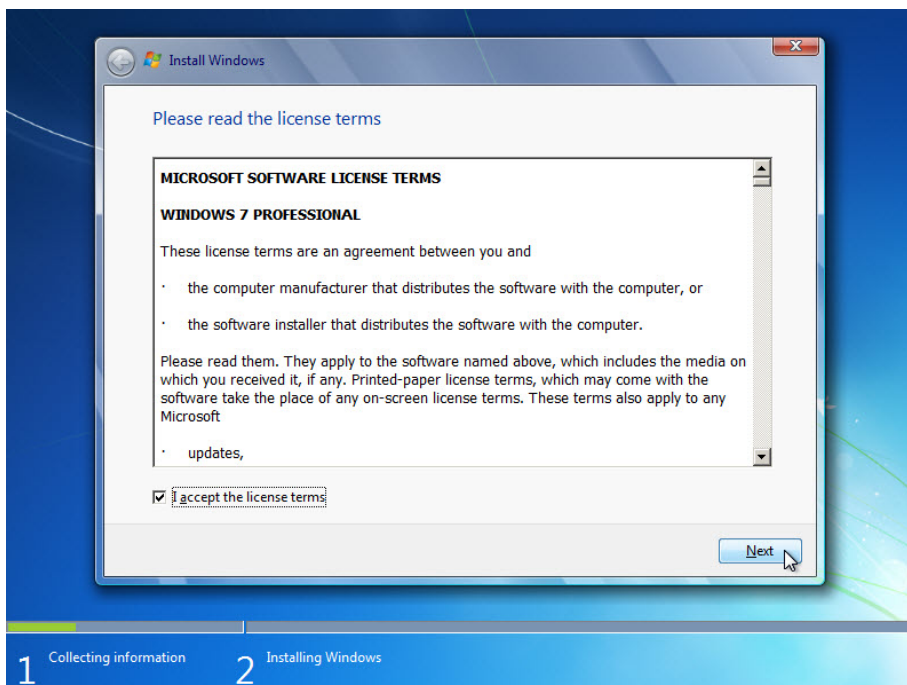 Install Windows
Please read the license terms
MICROSOFT SOFTWARE LICENSE TERMS
WINDOWS 7 PROFESSIONAL
These license terms are an agreement between you and
· the computer manufacturer that distributes the software with the computer, or
· the software installer that distributes the software with the computer.
Please read them. They apply to the software named above, which includes the media on
which you received it, if any. Printed-paper license terms, which may come with the
software take the place of any on-screen license terms. These terms also apply to any
Microsoft
· updates,
I accept the license terms
Next
1 Collecting information 2 Installing Windows